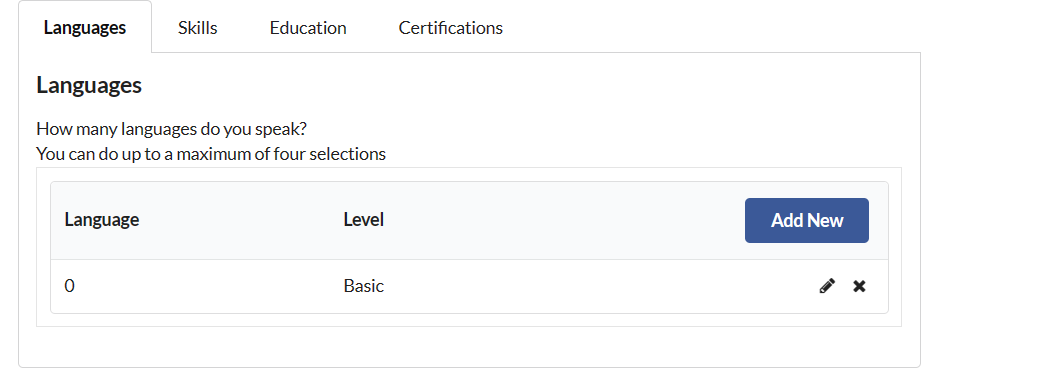 Languages Skills Education Certifications
Languages
How many languages do you speak?
You can do up to a maximum of four selections
Language Level Add New
0 Basic